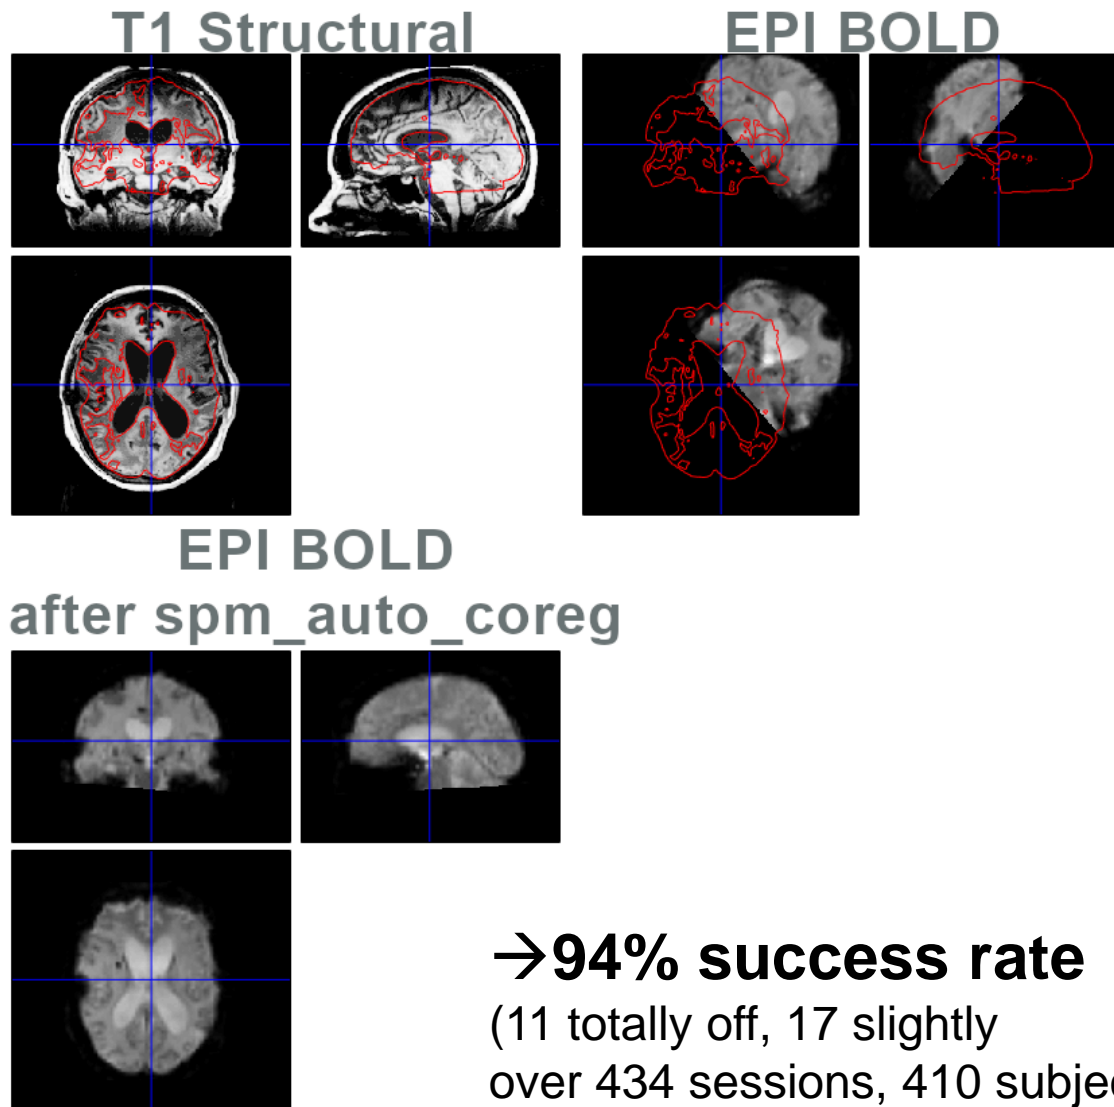 T1 Structural
EPI BOLD
EPI BOLD
after spm_auto_coreg
→94% success rate
(11 totally off, 17 slightly
over 434 sessions, 410